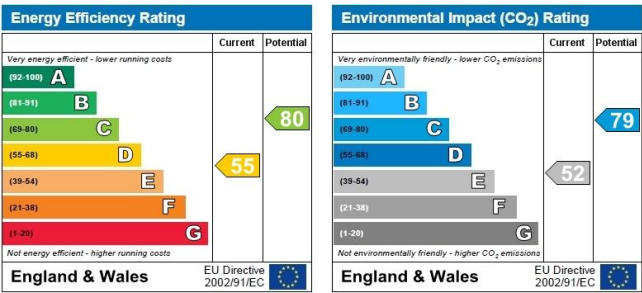 Energy Efficiency Rating
Current Potential
Very energy efficient - lower running costs
(92-100) A
(81-91) B
(69-80) C
(55-68) D
(39-54) E
(21-38) F
(1-20) G
80
55
Not energy efficient - higher running costs
England & Wales
EU Directive
2002/91/EC
Environmental Impact (CO₂) Rating
Current Potential
Very environmentally friendly - lower CO₂ emissions
(92-100) A
(81-91) B
(69-80) C
(55-68) D
(39-54) E
(21-38) F
(1-20) G
79
52
Not environmentally friendly - higher CO₂ emissions
England & Wales
EU Directive
2002/91/EC